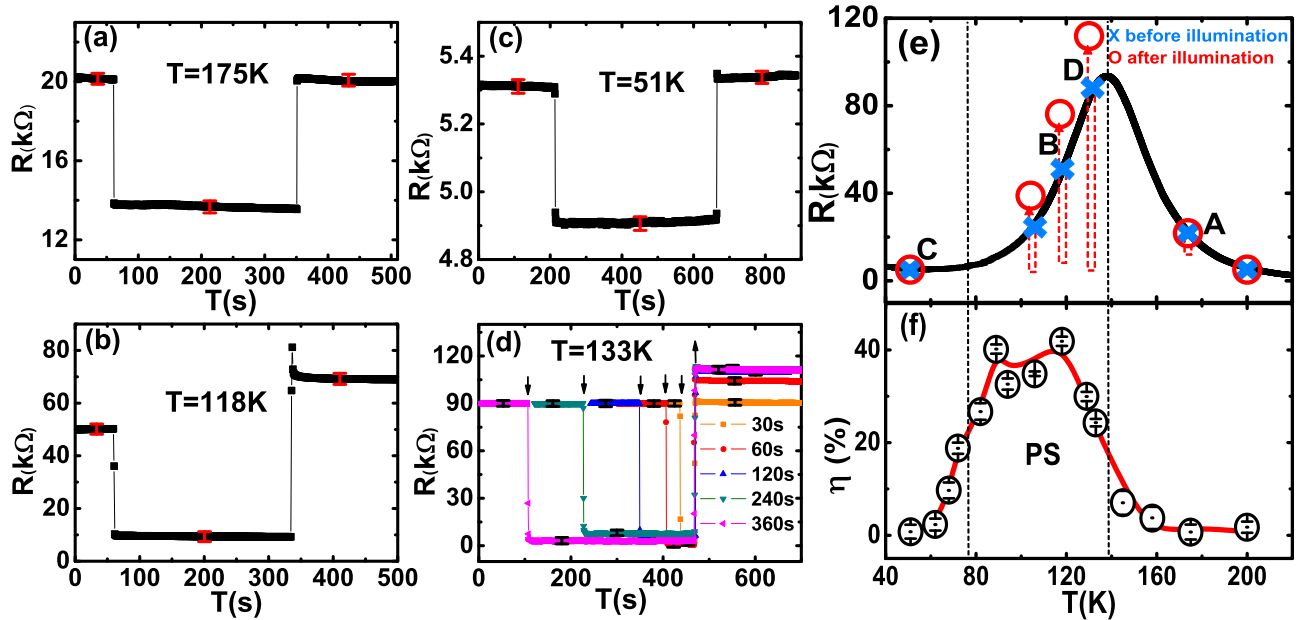 (a)
T=175K
R(kΩ)
20
16
12
0 100 200 300 400 500
T(s)
(c)
T=51K
R(kΩ)
5.4
5.2
5.0
4.8
0 200 400 600 800
T(s)
(b)
T=118K
R(kΩ)
80
60
40
20
0
0 100 200 300 400 500
T(s)
(d)
T=133K
R(kΩ)
120
90
60
30
0
0 200 400 600
T(s)
30s
60s
120s
240s
360s
(e)
X before illumination
O after illumination
R(kΩ)
120
80
40
0
D
B
A
C
(f)
PS
η (%)
40
20
0
40 80 120 160 200
T(K)